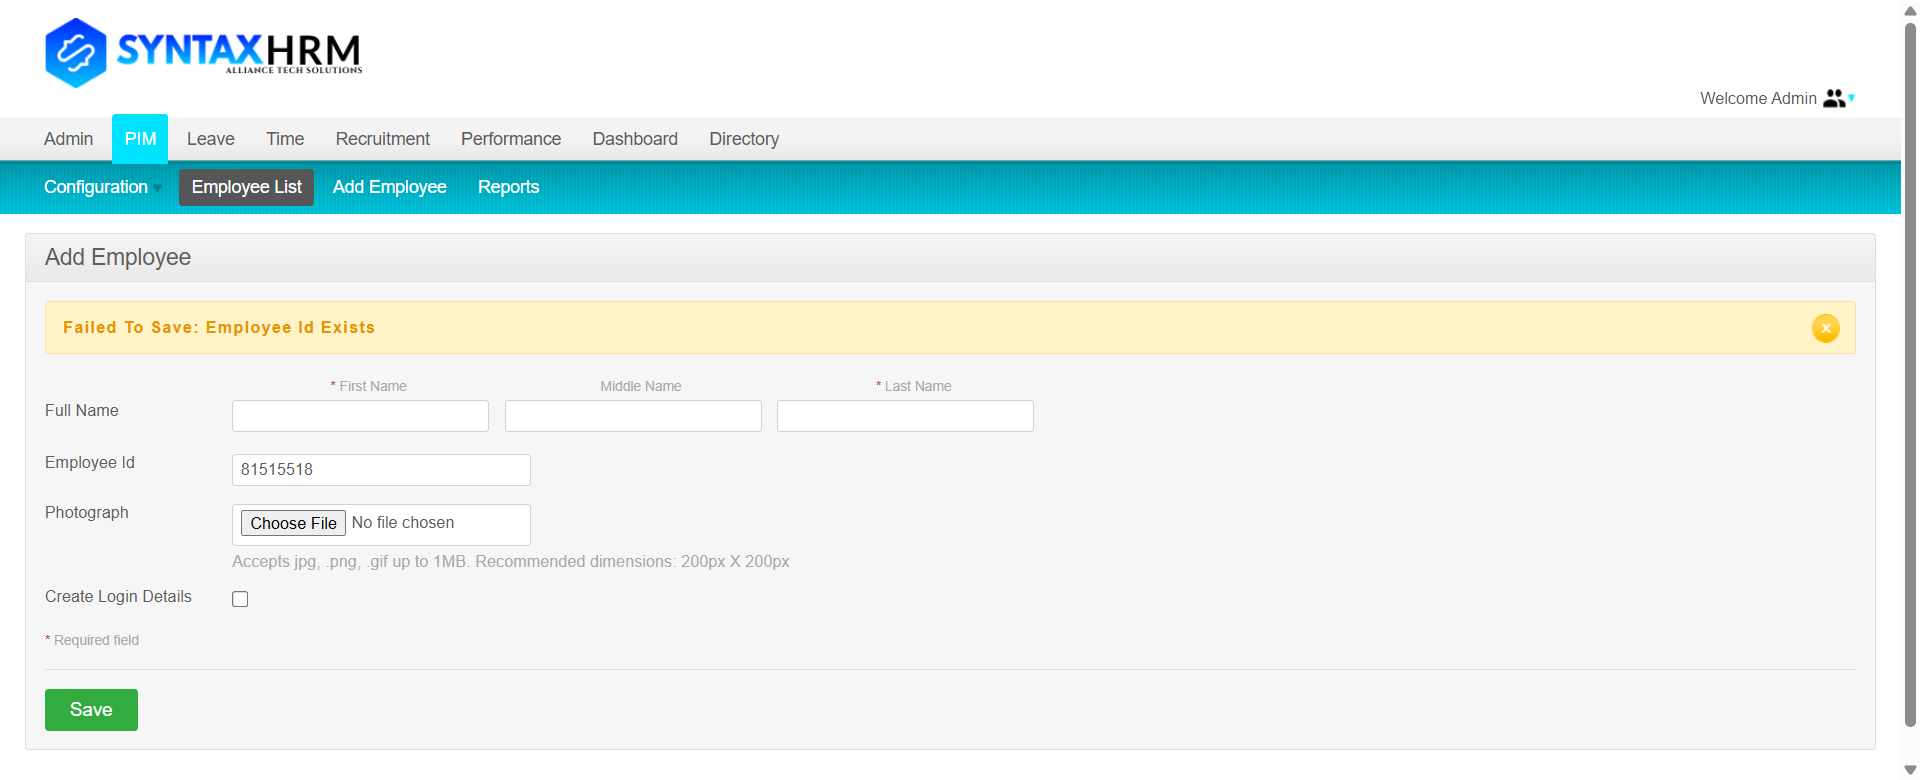 SYNTAXHRM
ALLIANCE TECH SOLUTIONS
Welcome Admin
Admin PIM Leave Time Recruitment Performance Dashboard Directory
Configuration Employee List Add Employee Reports
Add Employee
Failed To Save: Employee Id Exists
x
* First Name Middle Name * Last Name
Full Name
Employee Id 81515518
Photograph Choose File No file chosen
Accepts jpg, .png, .gif up to 1MB. Recommended dimensions: 200px X 200px
Create Login Details
* Required field
Save